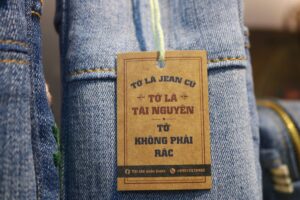 TỚ LÀ JEAN CŨ
TỚ LÀ
TÀI NGUYÊN
TỚ
KHÔNG PHẢI
RÁC